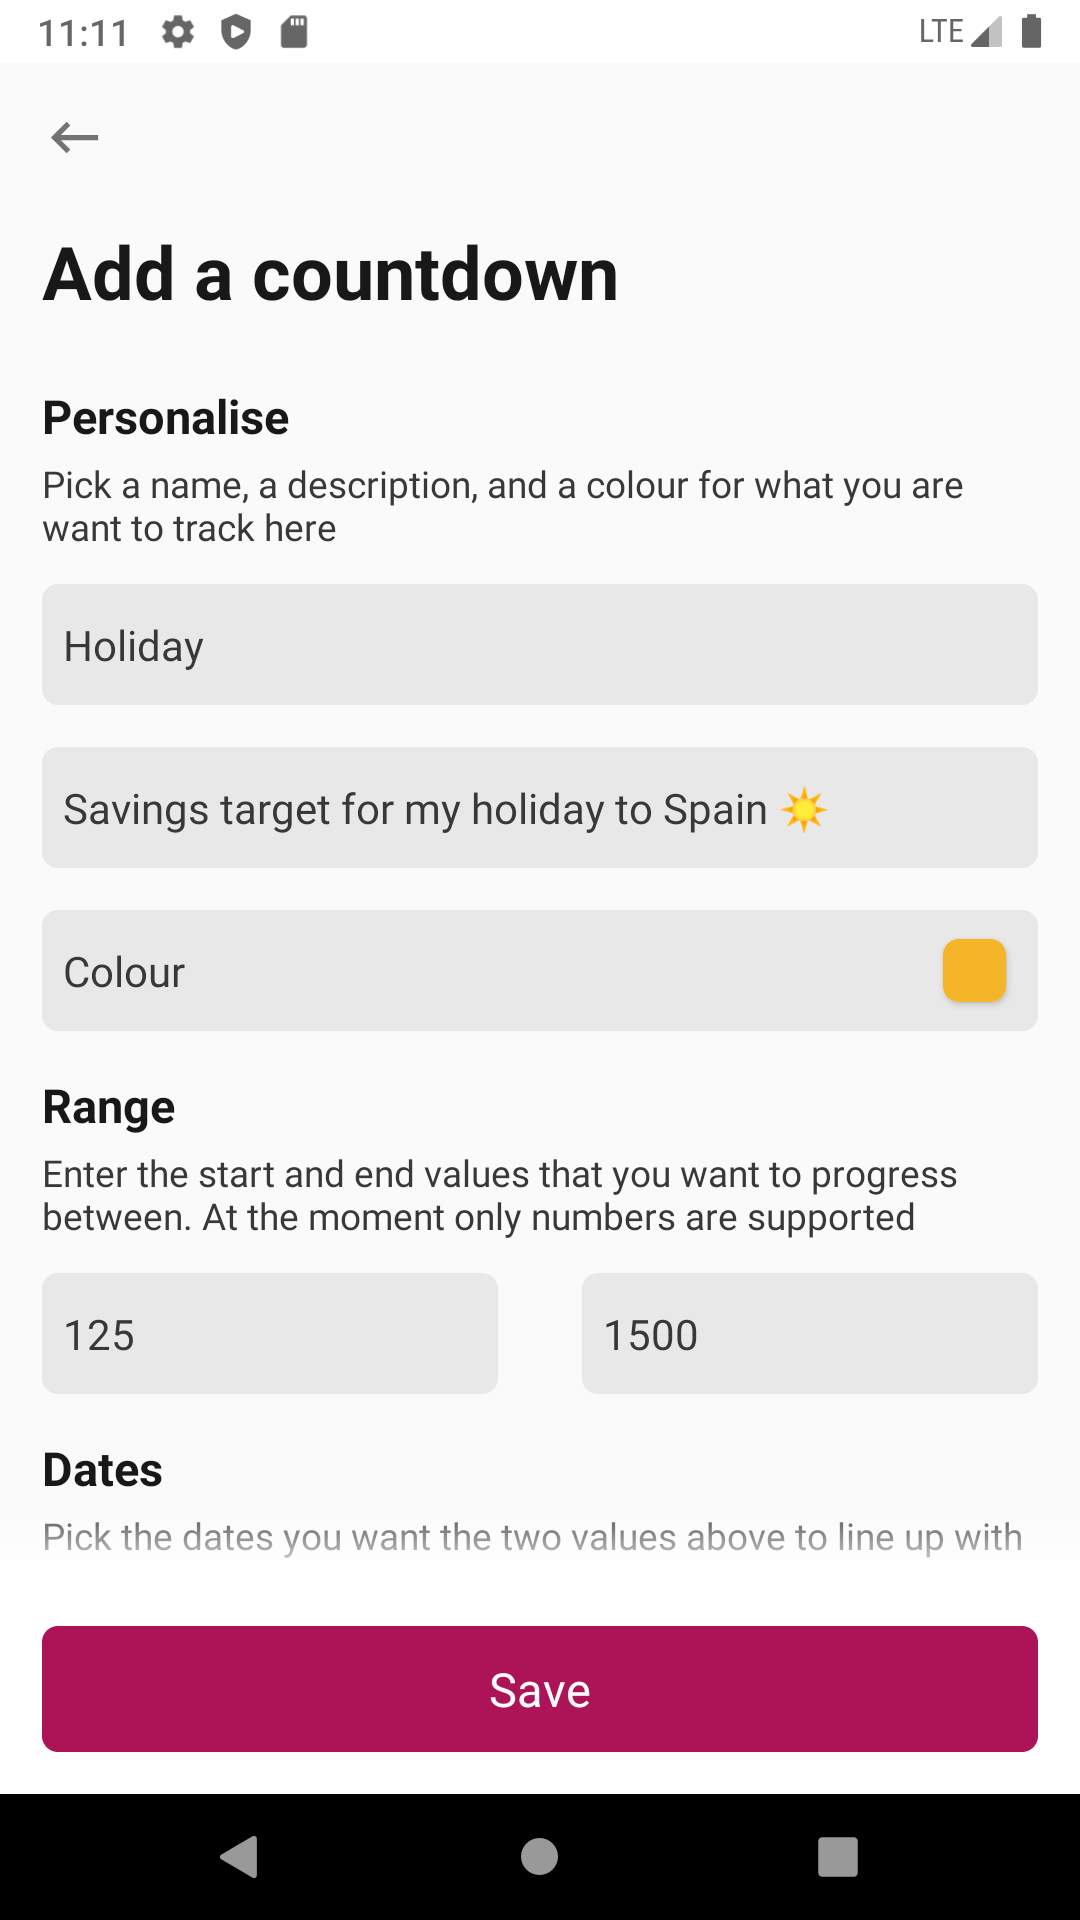 11:11
LTE
Add a countdown
Personalise
Pick a name, a description, and a colour for what you are
want to track here
Holiday
Savings target for my holiday to Spain ☀️
Colour
Range
Enter the start and end values that you want to progress
between. At the moment only numbers are supported
125
1500
Dates
Pick the dates you want the two values above to line up with
Save